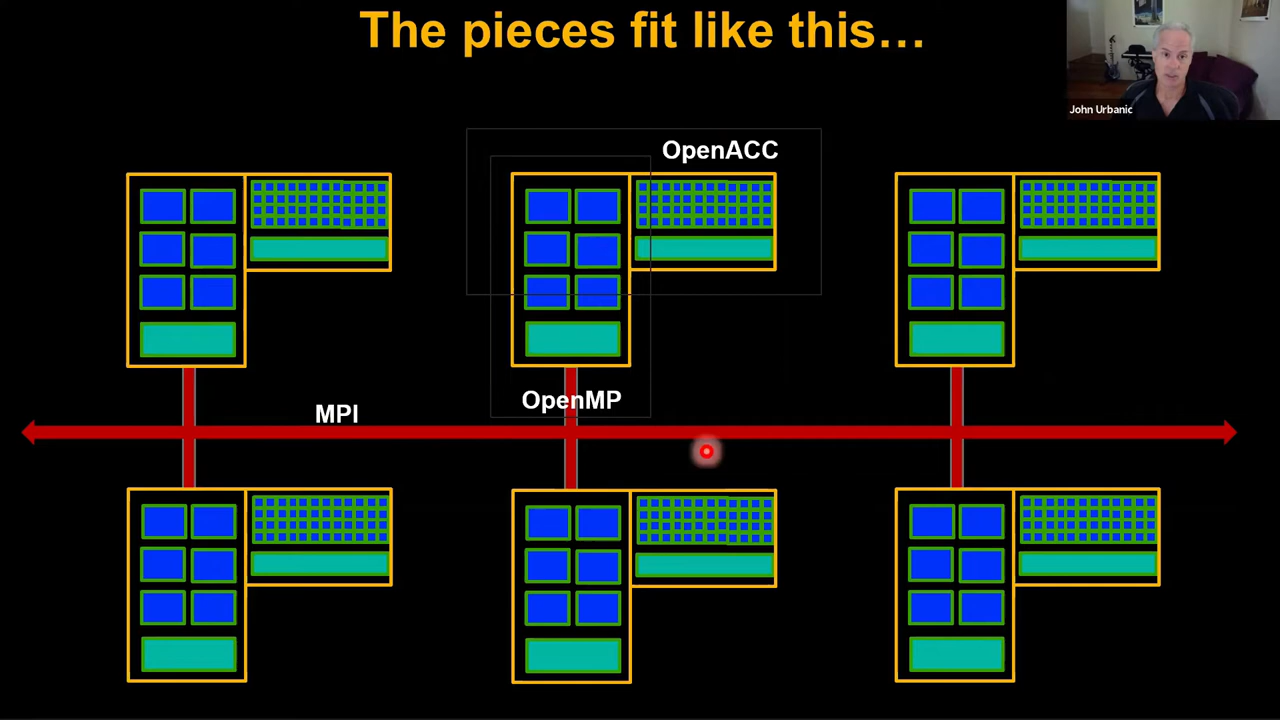 The pieces fit like this…
John Urbanic
OpenACC
OpenMP
MPI